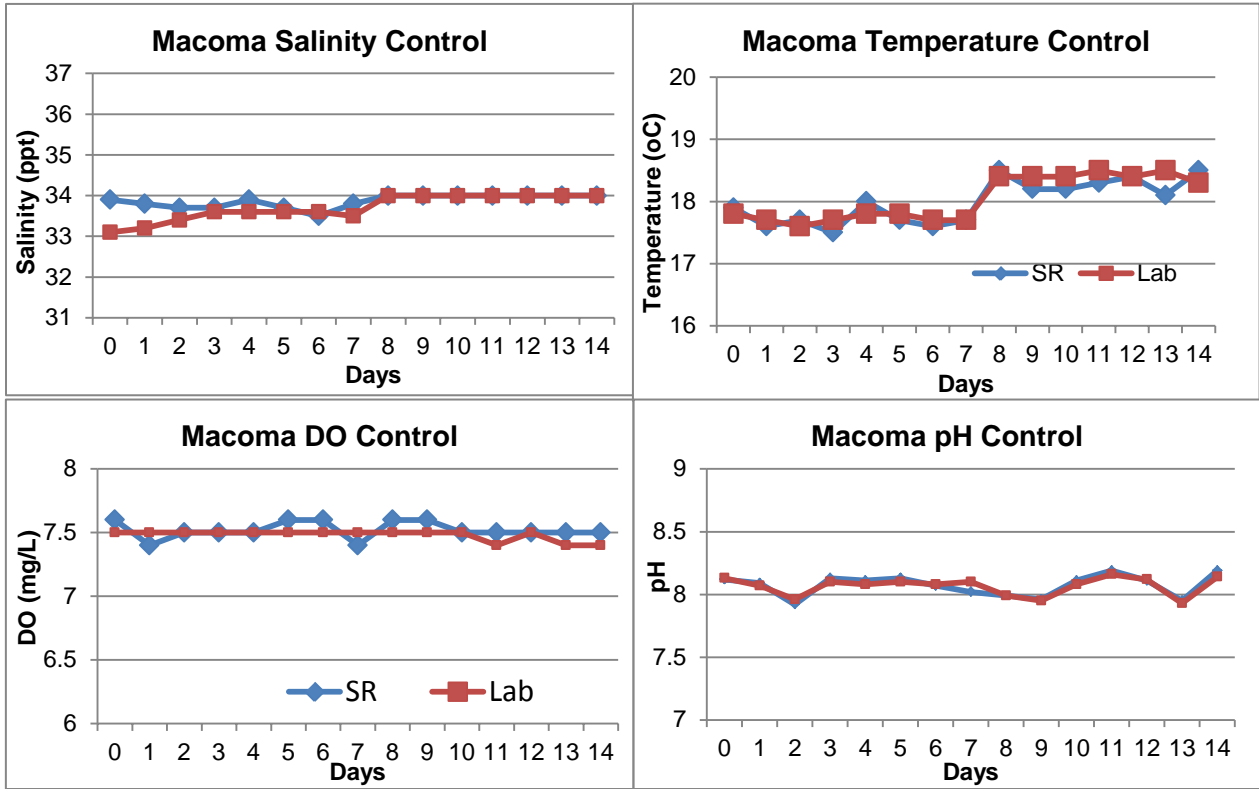 Macoma Salinity Control
37
36
35
34
33
32
31
Salinity (ppt)
0 1 2 3 4 5 6 7 8 9 10 11 12 13 14
Days
Macoma Temperature Control
20
19
18
17
16
Temperature (oC)
SR Lab
0 1 2 3 4 5 6 7 8 9 10 11 12 13 14
Days
Macoma DO Control
8
7.5
7
6.5
6
DO (mg/L)
SR Lab
0 1 2 3 4 5 6 7 8 9 10 11 12 13 14
Days
Macoma pH Control
9
8.5
8
7.5
7
pH
0 1 2 3 4 5 6 7 8 9 10 11 12 13 14
Days